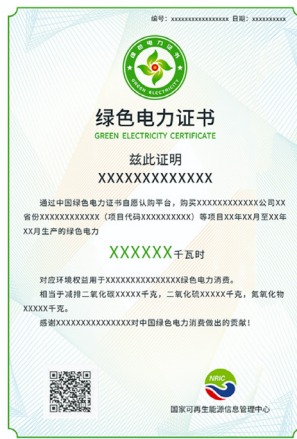 编号：XXXXXXXXXXXXXXXXX 日期：XXXXXXXXXX
绿色电力证书
GREEN ELECTRICITY
绿色电力证书
GREEN ELECTRICITY CERTIFICATE
兹此证明
XXXXXXXXXXXXX
通过中国绿色电力证书自愿认购平台，购买XXXXXXXXXXXX公司XX
省份XXXXXXXXXXXX（项目代码XXXXXXXXXX）等项目XX年XX月至XX年
XX月生产的绿色电力
XXXXXX千瓦时
对应环境权益用于XXXXXXXXXXXXXXX绿色电力消费。
相当于减排二氧化碳XXXXX千克，二氧化硫XXXXX千克，氮氧化物
XXXXX千克。
感谢XXXXXXXXXXXXXXX对中国绿色电力消费做出的贡献！
NRIC
国家可再生能源信息管理中心